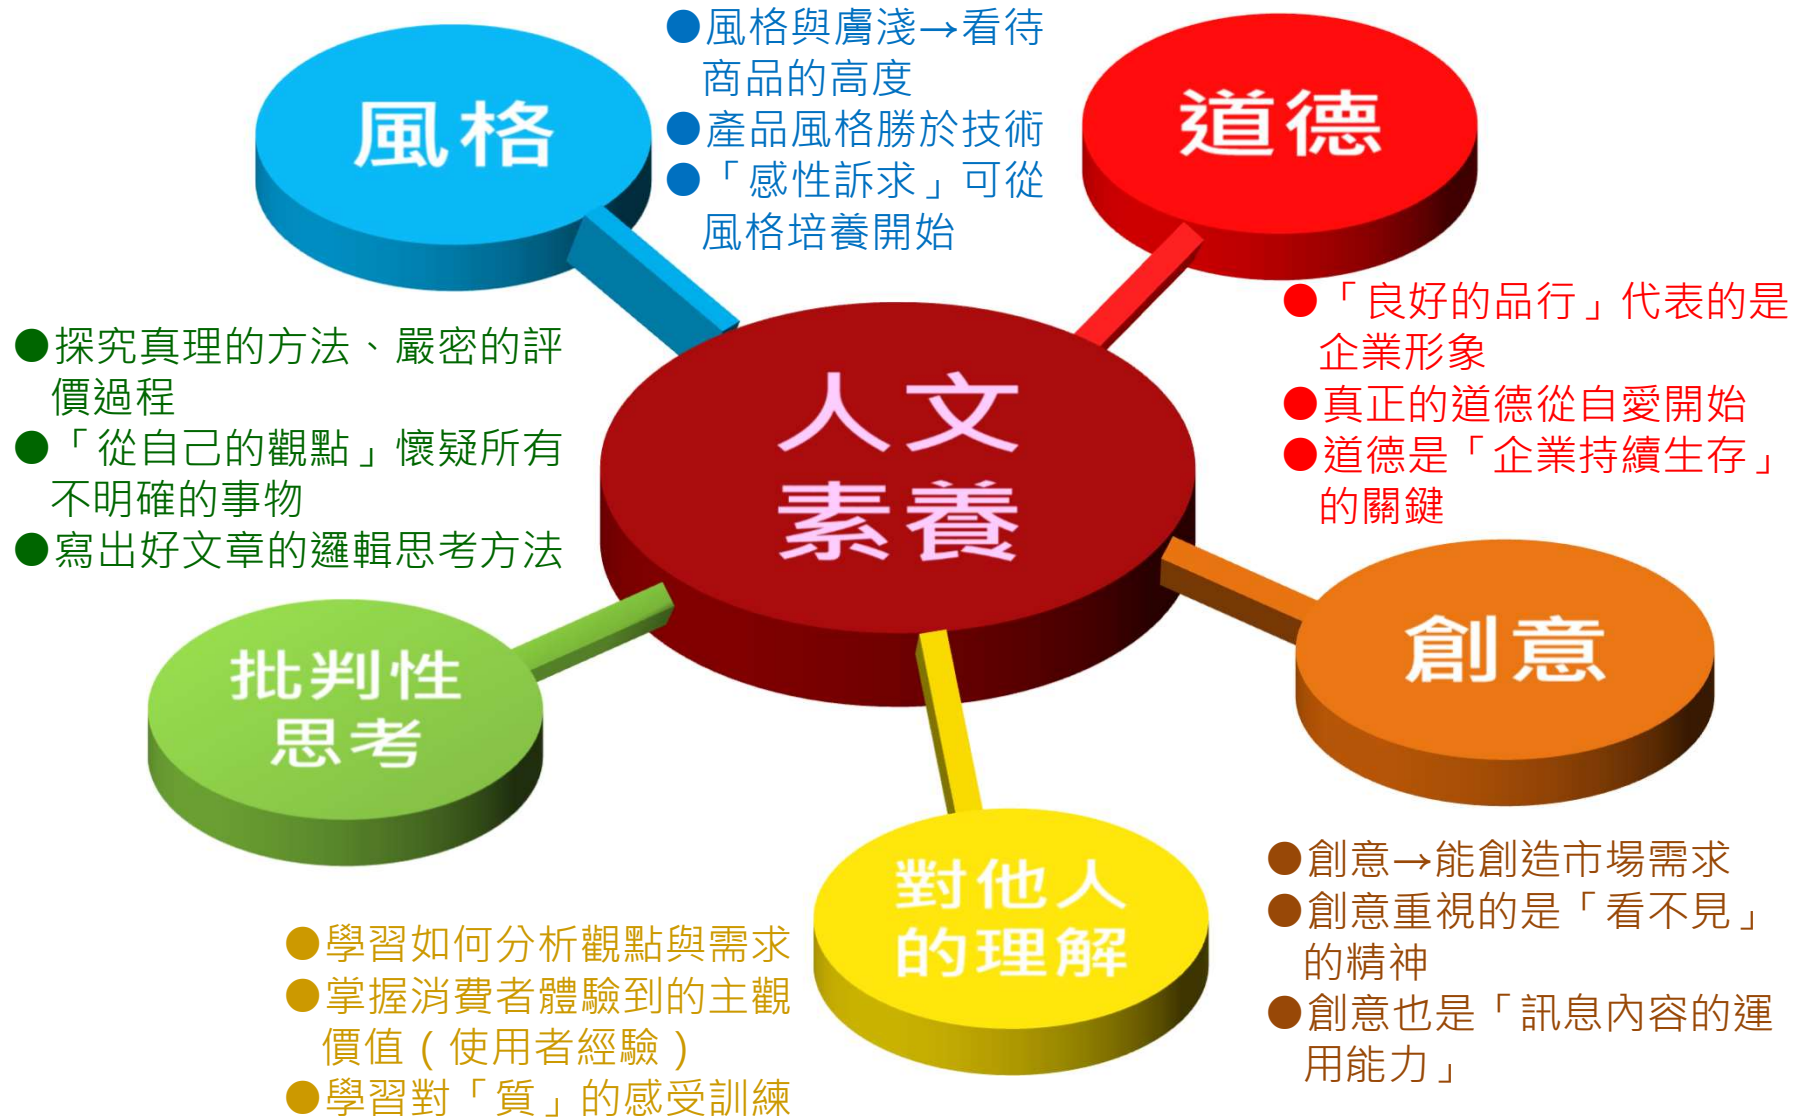 風格
●風格與膚淺→看待
商品的高度
●產品風格勝於技術
●「感性訴求」可從
風格培養開始
道德
●「良好的品行」代表的是
企業形象
●真正的道德從自愛開始
●道德是「企業持續生存」
的關鍵
●探究真理的方法、嚴密的評
價過程
●「從自己的觀點」懷疑所有
不明確的事物
●寫出好文章的邏輯思考方法
人文
素養
批判性
思考
創意
●創意→能創造市場需求
●創意重視的是「看不見」
的精神
●創意也是「訊息內容的運
用能力」
對他人
的理解
●學習如何分析觀點與需求
●掌握消費者體驗到的主觀
價值(使用者經驗)
●學習對「質」的感受訓練